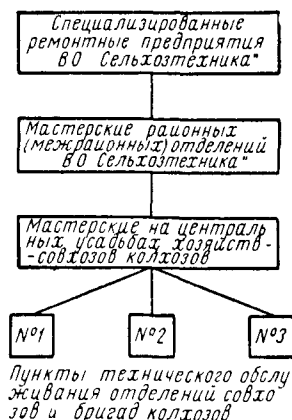 Специализированные
ремонтные предприятия
ВО Сельхозтехника"
Мастерские районных
(межрайонных) отделений
ВО Сельхозтехника"
Мастерские на централь
ных усадьбах хозяйств-
-совхозов колхозов
№1 №2 №3
Пункты технического обслу
живания отделений совхо
зов и бригад колхозов